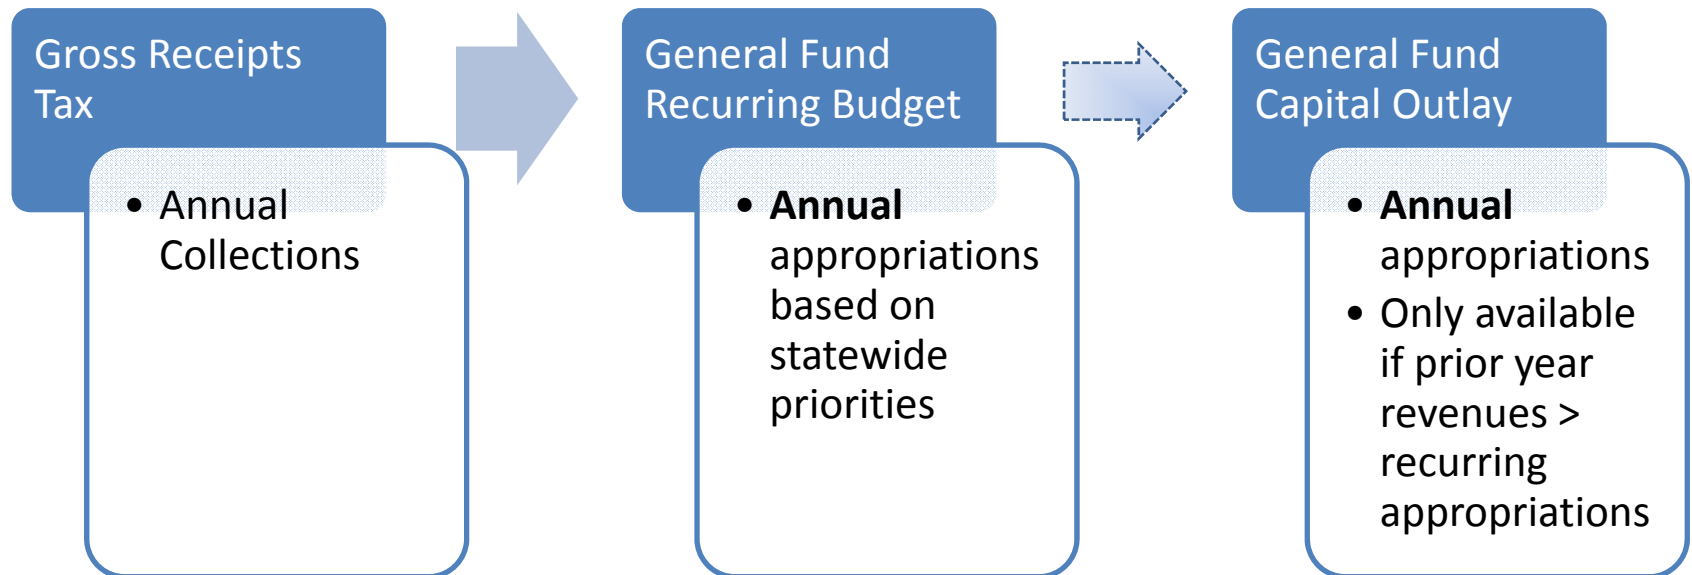 Gross Receipts
Tax
• Annual
Collections
General Fund
Recurring Budget
• Annual
appropriations
based on
statewide
priorities
General Fund
Capital Outlay
• Annual
appropriations
• Only available
if prior year
revenues >
recurring
appropriations